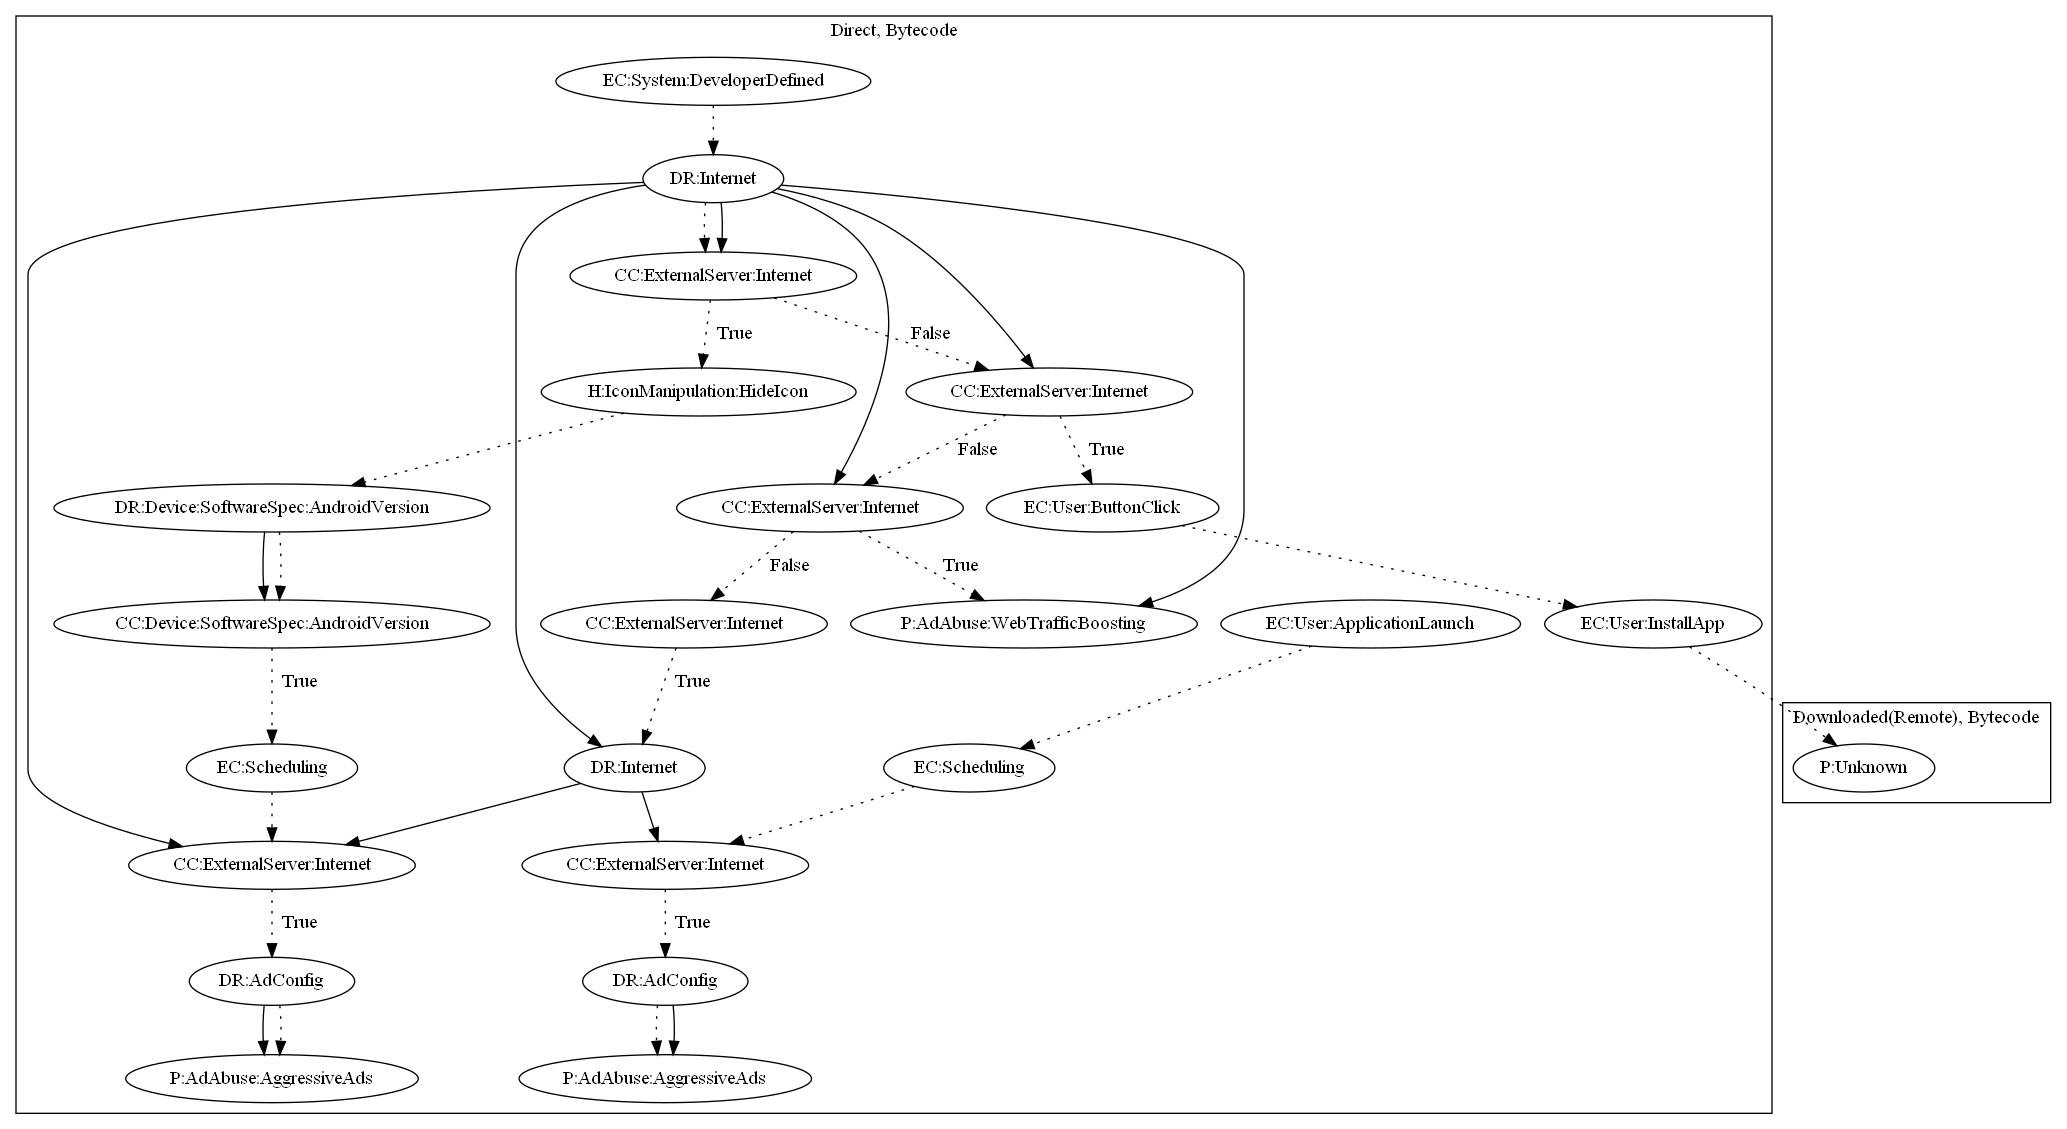 Direct, Bytecode
EC:System:DeveloperDefined
DR:Internet
CC:ExternalServer:Internet
True
False
H:IconManipulation:HideIcon
CC:ExternalServer:Internet
False
True
DR:Device:SoftwareSpec:AndroidVersion
CC:ExternalServer:Internet
EC:User:ButtonClick
False
True
CC:Device:SoftwareSpec:AndroidVersion
CC:ExternalServer:Internet
P:AdAbuse:WebTrafficBoosting
EC:User:ApplicationLaunch
EC:User:InstallApp
True
True
Downloaded(Remote), Bytecode
EC:Scheduling
DR:Internet
EC:Scheduling
P:Unknown
CC:ExternalServer:Internet
CC:ExternalServer:Internet
True
True
DR:AdConfig
DR:AdConfig
P:AdAbuse:AggressiveAds
P:AdAbuse:AggressiveAds